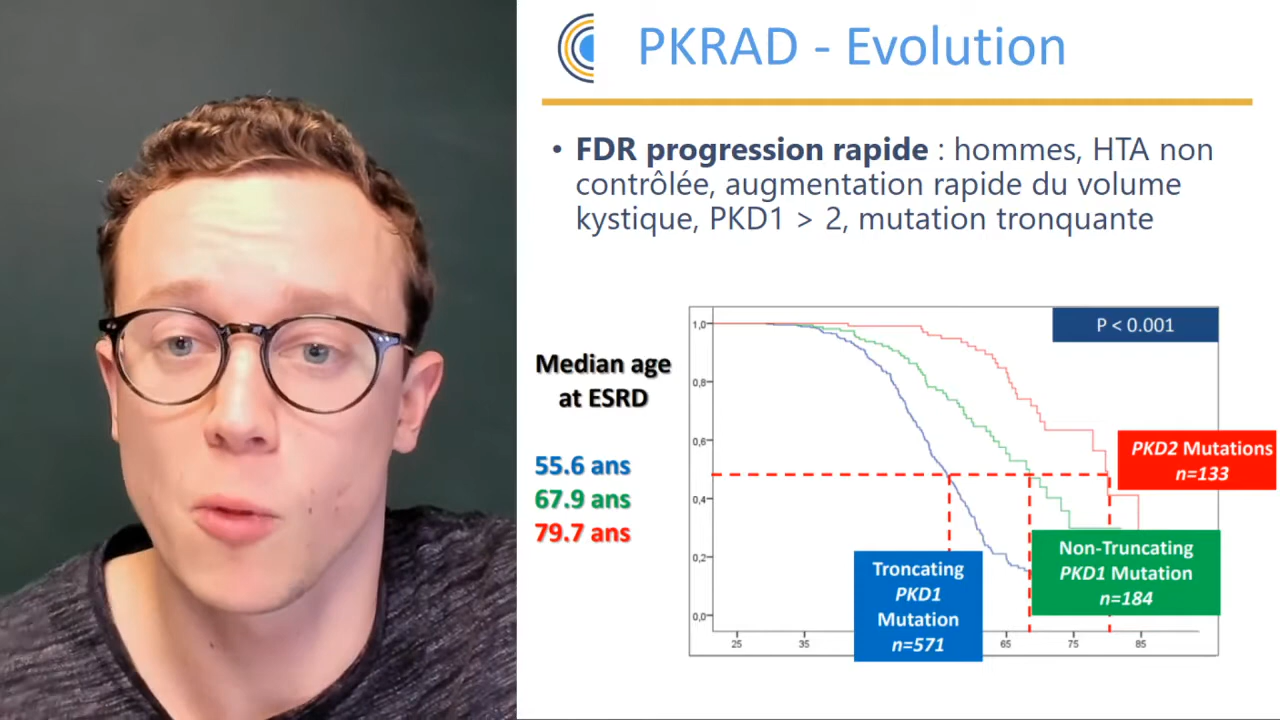 PKRAD - Evolution
• FDR progression rapide : hommes, HTA non
contrôlée, augmentation rapide du volume
kystique, PKD1 > 2, mutation tronquante
Median age
at ESRD
55.6 ans
67.9 ans
79.7 ans
P < 0.001
1,0
0,8
0,6
0,4
0,2
0,0
25
35
65
75
85
PKD2 Mutations
n=133
Non-Truncating
PKD1 Mutation
n=184
Troncating
PKD1
Mutation
n=571